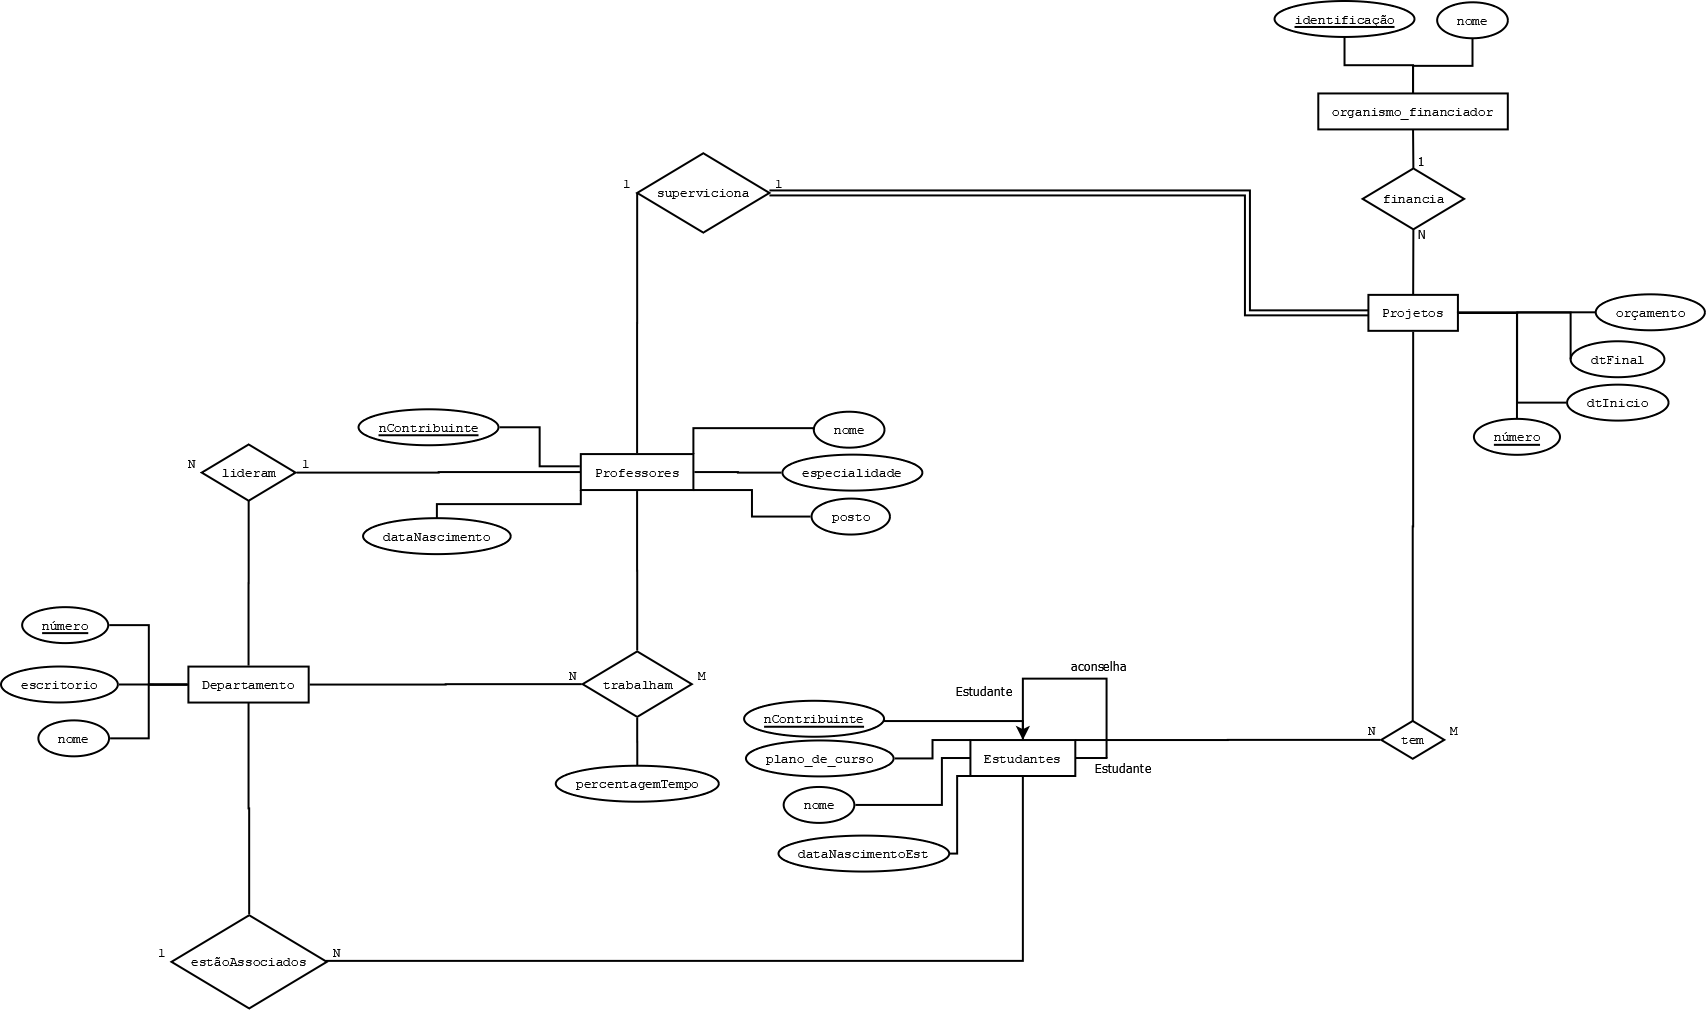 identificação
nome
organismo_financiador
1
financia
N
1
superviciona
1
Projetos
orçamento
dtFinal
dtInicio
número
nContribuinte
nome
N
lideram
1
Professores
especialidade
posto
dataNascimento
número
escritorio
Departamento
nome
N
trabalham
M
percentagemTempo
aconselha
Estudante
nContribuinte
plano_de_curso
Estudantes
Estudante
nome
dataNascimentoEst
N
tem
M
1
estãoAssociados
N